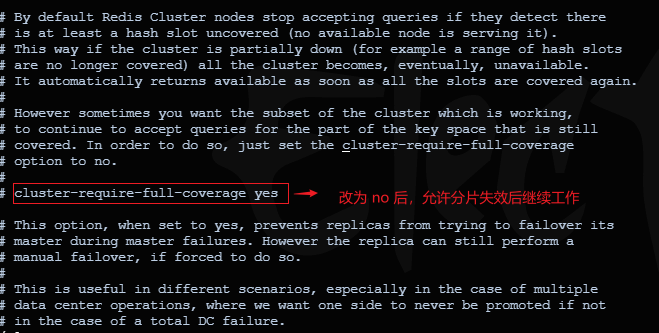 # By default Redis Cluster nodes stop accepting queries if they detect there
# is at least a hash slot uncovered (no available node is serving it).
# This way if the cluster is partially down (for example a range of hash slots
# are no longer covered) all the cluster becomes, eventually, unavailable.
# It automatically returns available as soon as all the slots are covered again.
#
# However sometimes you want the subset of the cluster which is working,
# to continue to accept queries for the part of the key space that is still
# covered. In order to do so, just set the cluster-require-full-coverage
# option to no.
#
# cluster-require-full-coverage yes 改为 no 后，允许分片失效后继续工作
# This option, when set to yes, prevents replicas from trying to failover its
# master during master failures. However the replica can still perform a
# manual failover, if forced to do so.
#
# This is useful in different scenarios, especially in the case of multiple
# data center operations, where we want one side to never be promoted if not
# in the case of a total DC failure.